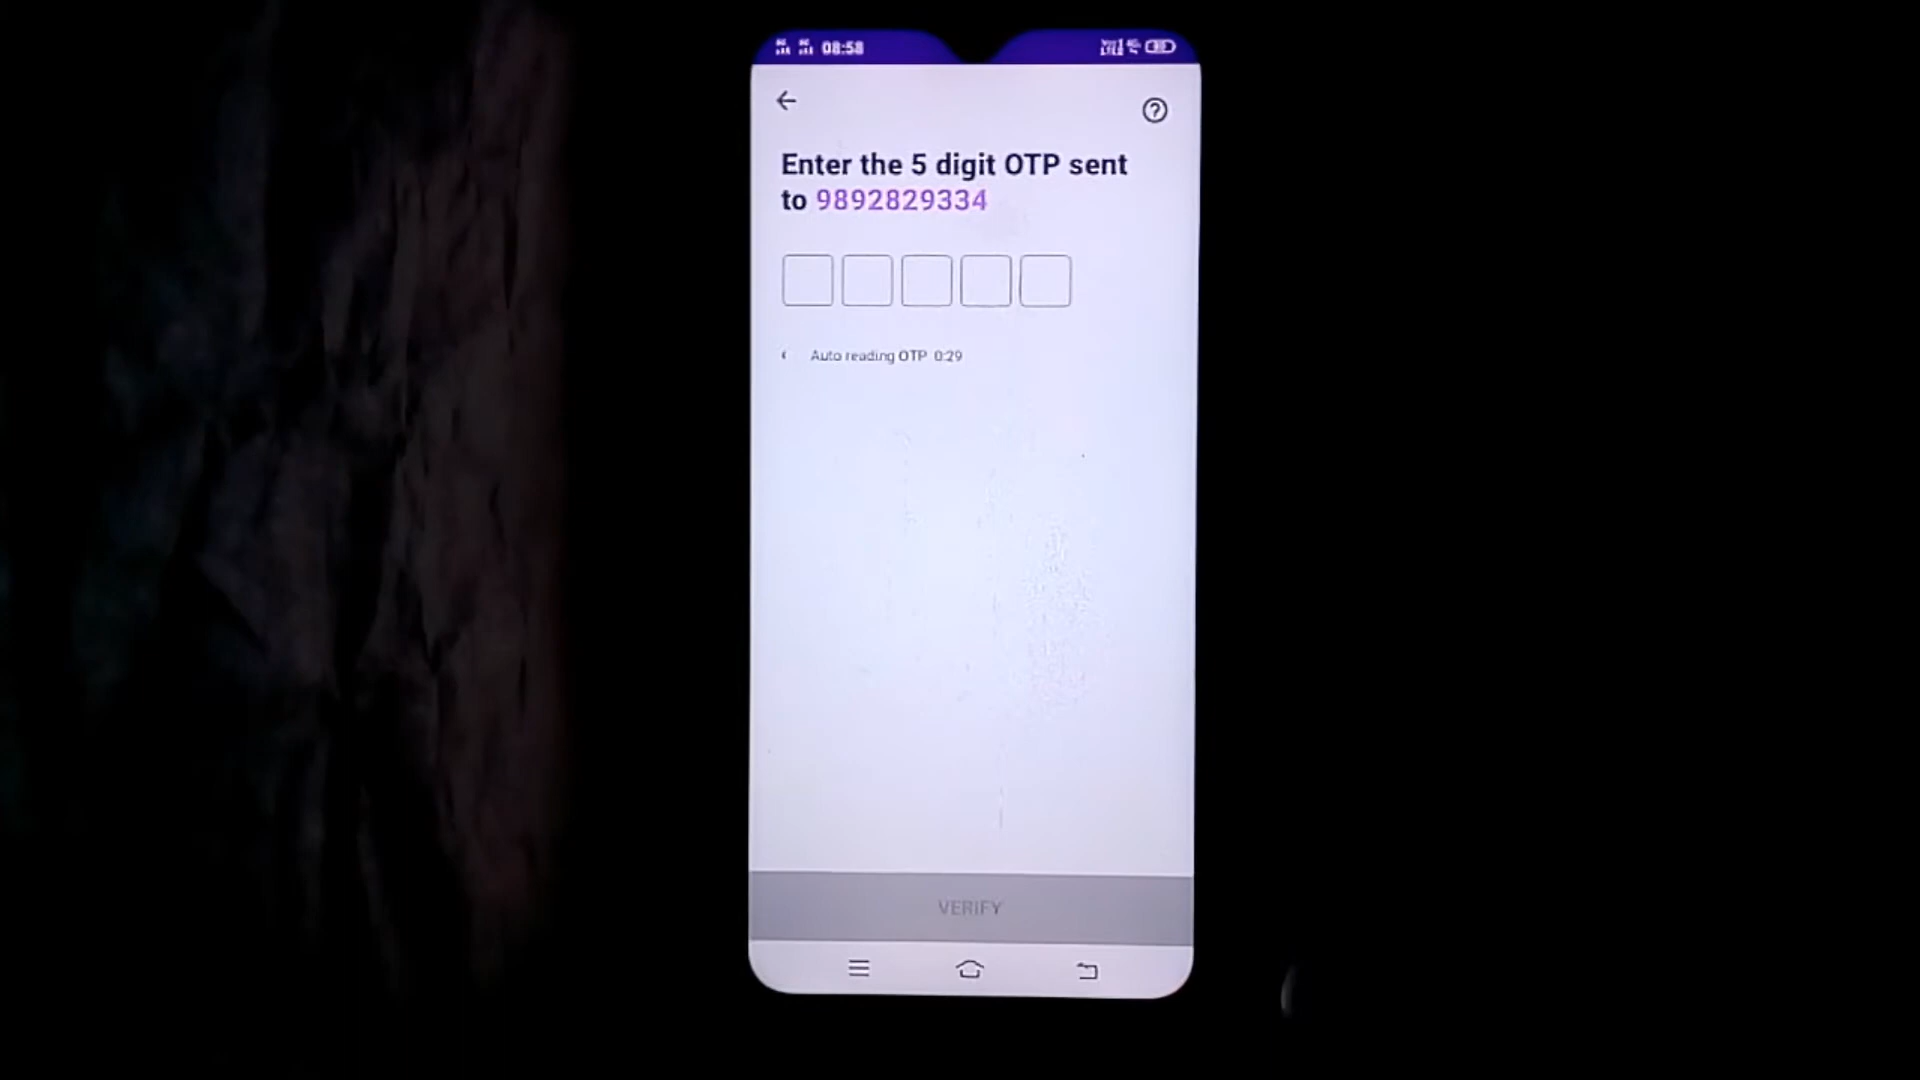 08:58
Enter the 5 digit OTP sent
to 9892829334
Auto reading OTP 0:29
VERIFY